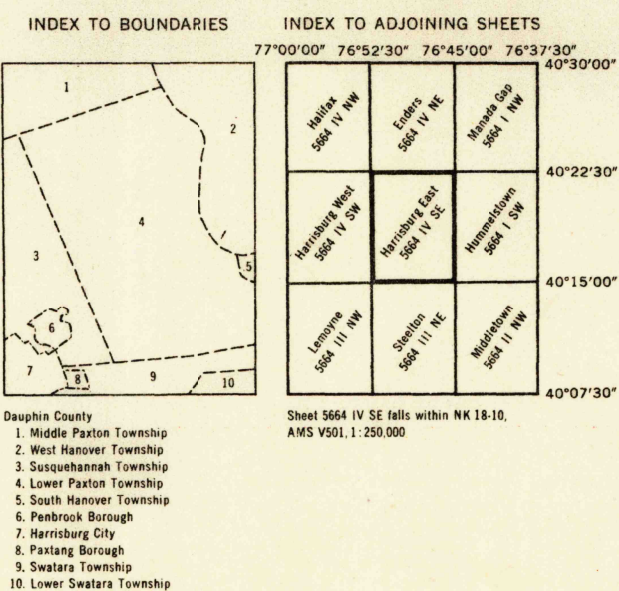 INDEX TO BOUNDARIES
1
2
3
4
5
6
7
8
9
10
Dauphin County
1. Middle Paxton Township
2. West Hanover Township
3. Susquehannah Township
4. Lower Paxton Township
5. South Hanover Township
6. Penbrook Borough
7. Harrisburg City
8. Paxtang Borough
9. Swatara Township
10. Lower Swatara Township
INDEX TO ADJOINING SHEETS
77°00'00" 76°52'30" 76°45'00" 76°37'30"
40°30'00"
Halifax
5664 IV NW
Enders
5664 IV NE
Manada Gap
5664 I NW
40°22'30"
Harrisburg West
5664 IV SW
Harrisburg East
5664 IV SE
Hummelstown
5664 I SW
40°15'00"
Lemoyne
5664 III NW
Steelton
5664 III NE
Middletown
5664 II NW
40°07'30"
Sheet 5664 IV SE falls within NK 18-10,
AMS V501, 1:250,000